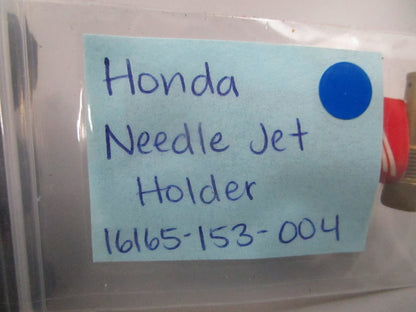 Honda
Needle Jet
Holder
16165-153-004